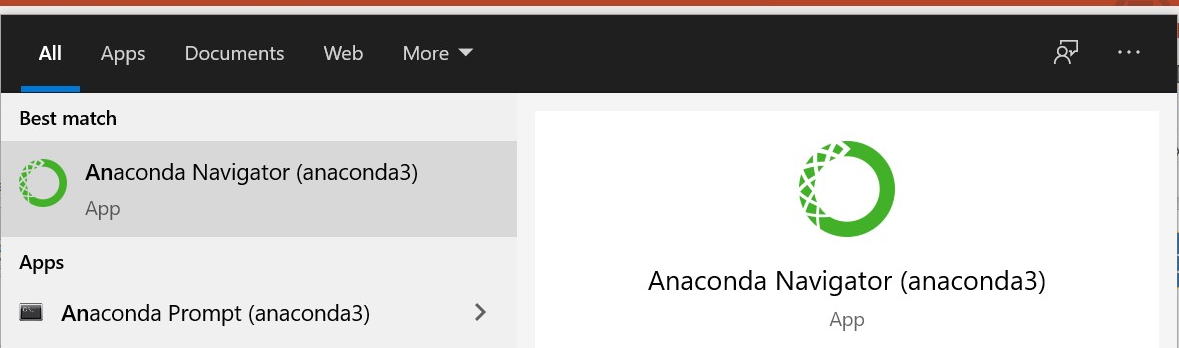 All Apps Documents Web More
Best match
Anaconda Navigator (anaconda3)
App
Apps
Anaconda Prompt (anaconda3)
Anaconda Navigator (anaconda3)
App